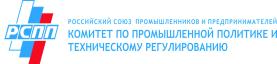 РСПП
РОССИЙСКИЙ СОЮЗ ПРОМЫШЛЕННИКОВ И ПРЕДПРИНИМАТЕЛЕЙ
КОМИТЕТ ПО ПРОМЫШЛЕННОЙ ПОЛИТИКЕ И
ТЕХНИЧЕСКОМУ РЕГУЛИРОВАНИЮ